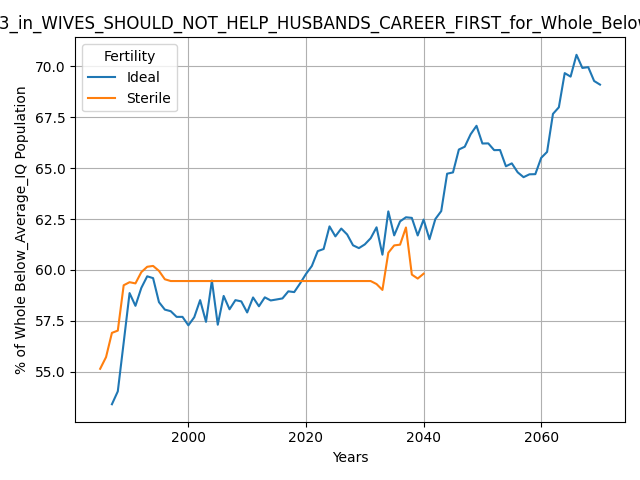 3_in_WIVES_SHOULD_NOT_HELP_HUSBANDS_CAREER_FIRST_for_Whole_Below
Fertility
Ideal
Sterile
70.0
67.5
65.0
62.5
60.0
57.5
55.0
% of Whole Below_Average_IQ Population
2000
2020
2040
2060
Years